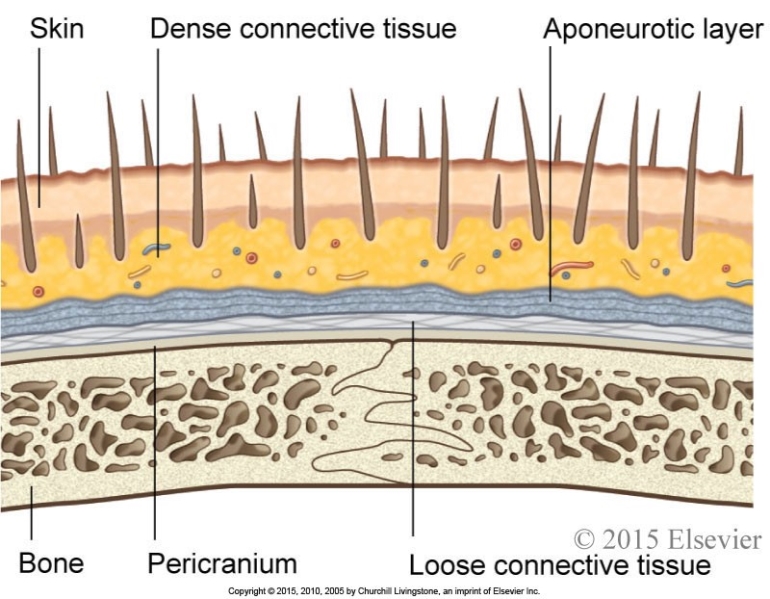 Skin
Dense connective tissue
Aponeurotic layer
© 2015 Elsevier
Bone
Pericranium
Loose connective tissue
Copyright © 2015, 2010, 2005 by Churchill Livingstone, an imprint of Elsevier Inc.